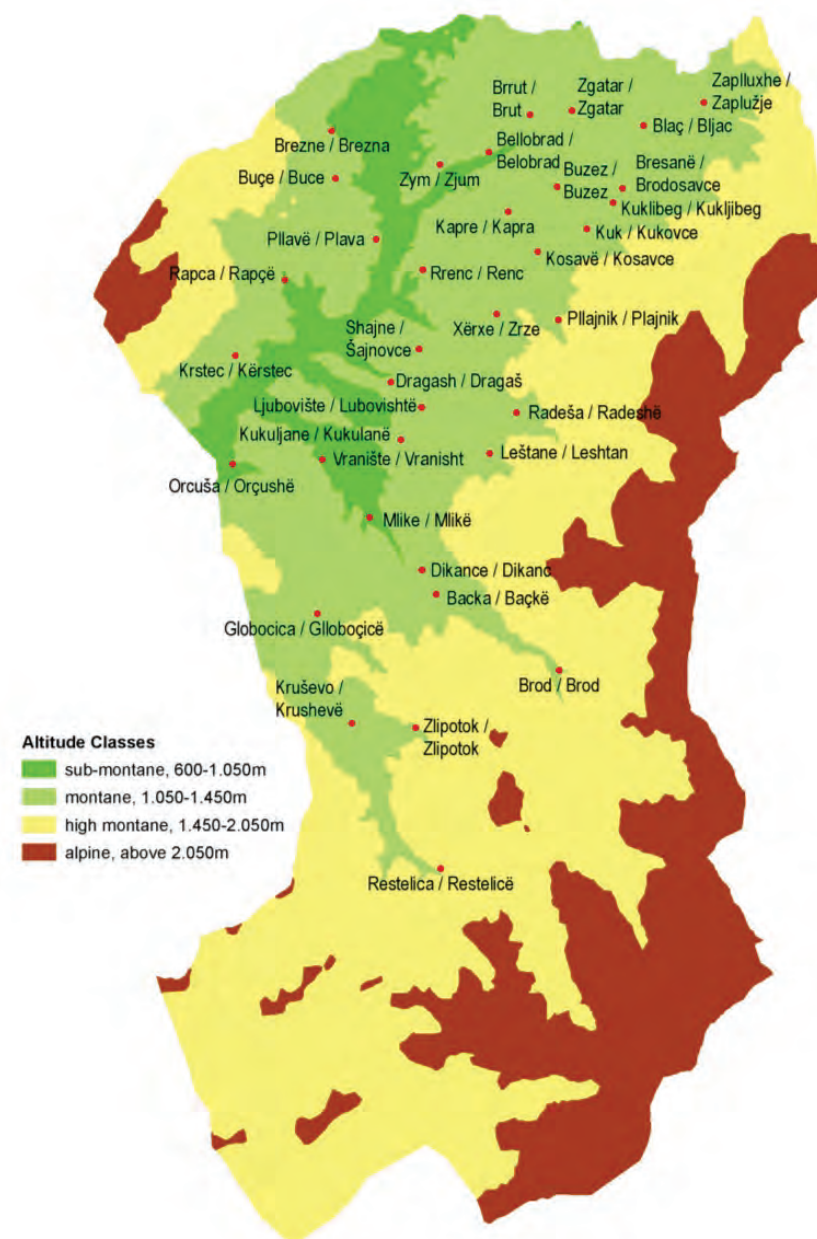 Brrut /
Brut
Zgatar /
Zgatar
Zaplluxhe /
Zaplužje
Blaç / Bljac
Brezne / Brezna
Bellobrad /
Belobrad
Buçe / Buce
Zym / Zjum
Buzez /
Buzez
Bresanë /
Brodosavce
Kuklibeg / Kukljibeg
Kapre / Kapra
Kuk / Kukovce
Pllavë / Plava
Kosavë / Kosavce
Rapca / Rapçë
Rrenc / Renc
Shajne /
Šajnovce
Xërxe / Zrze
Pllajnik / Plajnik
Krstec / Kërstec
Dragash / Dragaš
Ljubovište / Lubovishtë
Radeša / Radeshë
Kukuljane / Kukulanë
Vranište / Vranisht
Leštane / Leshtan
Orcuša / Orçushë
Mlike / Mlikë
Dikance / Dikanc
Backa / Baçkë
Globocica / Glloboçicë
Brod / Brod
Kruševo /
Krushevë
Zlipotok /
Zlipotok
Altitude Classes
sub-montane, 600-1.050m
montane, 1.050-1.450m
high montane, 1.450-2.050m
alpine, above 2.050m
Restelica / Restelicë